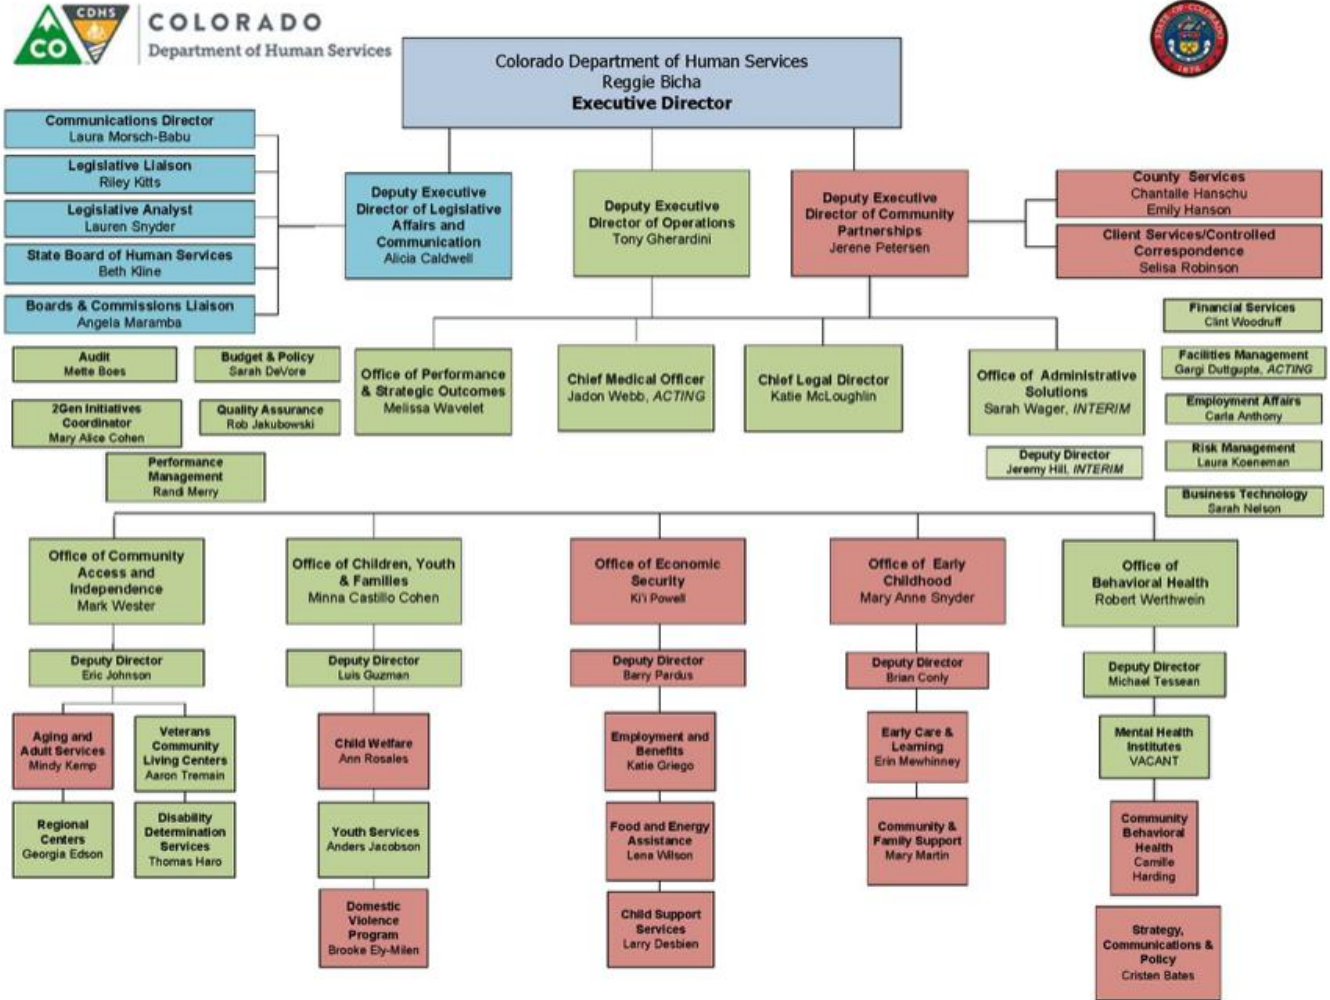 CDHS
CO
COLORADO
Department of Human Services
STATE OF COLORADO
1876
Colorado Department of Human Services
Reggie Bicha
Executive Director
Communications Director
Laura Morsch-Babu
Legislative Liaison
Riley Kitts
Legislative Analyst
Lauren Snyder
State Board of Human Services
Beth Kline
Boards & Commissions Liaison
Angela Maramba
Deputy Executive
Director of Legislative
Affairs and
Communication
Alicia Caldwell
Deputy Executive
Director of Operations
Tony Gherardini
Deputy Executive
Director of Community
Partnerships
Jerene Petersen
County Services
Chantalle Hanschu
Emily Hanson
Client Services/Controlled
Correspondence
Selisa Robinson
Audit
Mette Boes
Budget & Policy
Sarah DeVore
2Gen Initiatives
Coordinator
Mary Alice Cohen
Quality Assurance
Rob Jakubowski
Performance
Management
Randi Merry
Office of Performance
& Strategic Outcomes
Melissa Wavelet
Chief Medical Officer
Jadon Webb, ACTING
Chief Legal Director
Katie McLoughlin
Office of Administrative
Solutions
Sarah Wager, INTERIM
Deputy Director
Jeremy Hill, INTERIM
Financial Services
Clint Woodruff
Facilities Management
Gargi Duttgupta, ACTING
Employment Affairs
Carla Anthony
Risk Management
Laura Koeneman
Business Technology
Sarah Nelson
Office of Community
Access and
Independence
Mark Wester
Deputy Director
Eric Johnson
Aging and
Adult Services
Mindy Kemp
Regional
Centers
Georgia Edson
Veterans
Community
Living Centers
Aaron Tremain
Disability
Determination
Services
Thomas Haro
Office of Children, Youth
& Families
Minna Castillo Cohen
Deputy Director
Luis Guzman
Child Welfare
Ann Rosales
Youth Services
Anders Jacobson
Domestic
Violence
Program
Brooke Ely-Milen
Office of Economic
Security
Ki'i Powell
Deputy Director
Barry Pardus
Employment and
Benefits
Katie Griego
Food and Energy
Assistance
Lena Wilson
Child Support
Services
Larry Desbien
Office of Early
Childhood
Mary Anne Snyder
Deputy Director
Brian Conly
Early Care &
Learning
Erin Mewhinney
Community &
Family Support
Mary Martin
Office of
Behavioral Health
Robert Werthwein
Deputy Director
Michael Tessean
Mental Health
Institutes
VACANT
Community
Behavioral
Health
Camille
Harding
Strategy,
Communications &
Policy
Cristen Bates